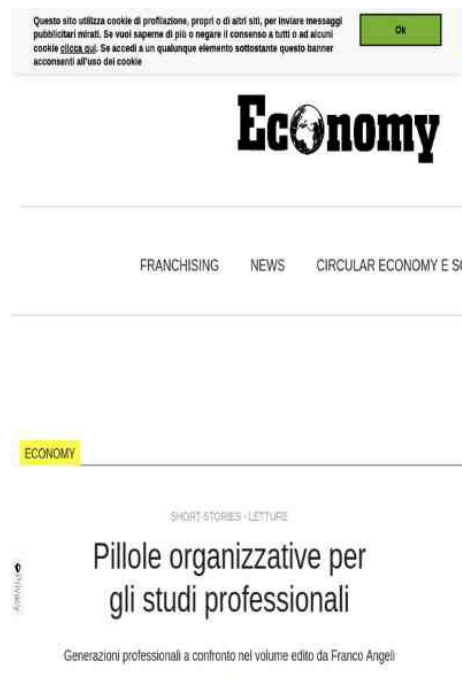 Questo sito utilizza cookie di profilazione, propri o di altri siti, per inviare messaggi
pubblicitari mirati. Se vuoi saperne di più o negare il consenso a tutti o ad alcuni
cookie clicca qui. Se accedi a un qualunque elemento sottostante questo banner
acconsenti all'uso dei cookie
Ok
Economy
FRANCHISING NEWS CIRCULAR ECONOMY E SO
ECONOMY
SHORT-STORIES - LETTURE
Pillole organizzative per
gli studi professionali
Privacy
Generazioni professionali a confronto nel volume edito da Franco Angeli